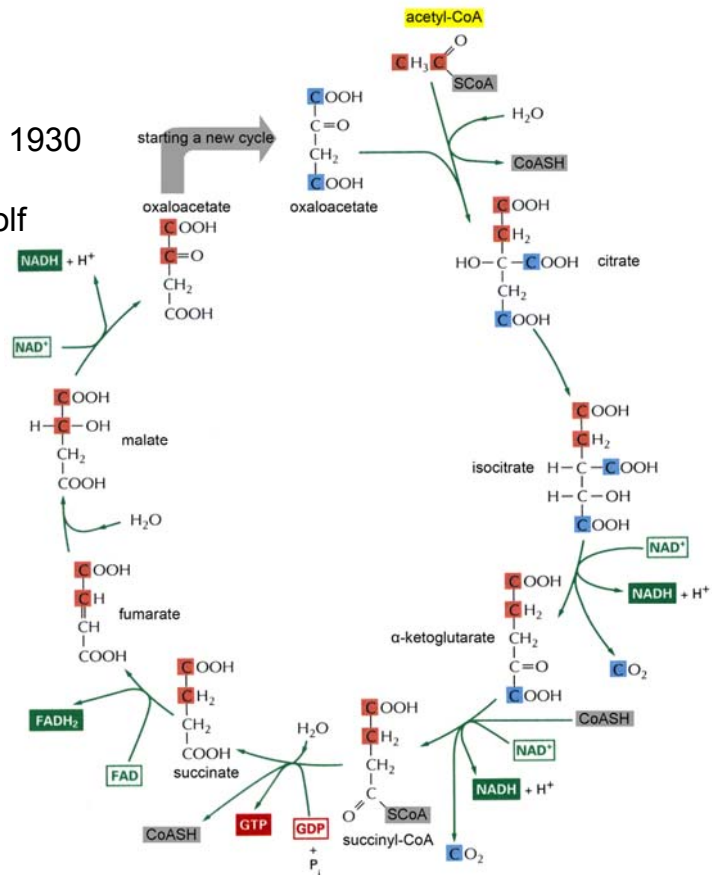 acetyl-CoA
CH₃
C
O
SCoA
1930
olf
starting a new cycle
COOH
C=O
CH₂
COOH
oxaloacetate
H₂O
CoASH
oxaloacetate
COOH
C=O
CH₂
COOH
COOH
CH₂
HO–C–COOH
CH₂
COOH
citrate
NADH + H⁺
NAD⁺
COOH
H–C–OH
CH₂
COOH
malate
COOH
CH₂
H–C–COOH
H–C–OH
COOH
isocitrate
NAD⁺
NADH + H⁺
CO₂
H₂O
COOH
CH
CH
COOH
fumarate
COOH
CH₂
CH₂
C=O
COOH
α-ketoglutarate
CoASH
NAD⁺
NADH + H⁺
CO₂
COOH
CH₂
CH₂
C
O
SCoA
succinyl-CoA
H₂O
GDP
+
Pᵢ
GTP
CoASH
COOH
CH₂
CH₂
COOH
succinate
FADH₂
FAD